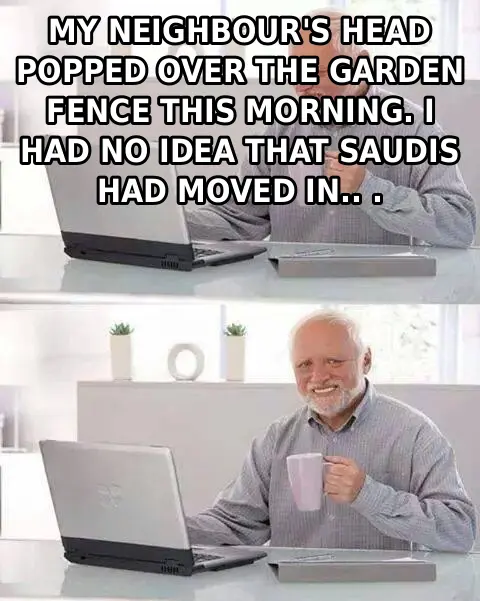 MY NEIGHBOUR'S HEAD
POPPED OVER THE GARDEN
FENCE THIS MORNING. I
HAD NO IDEA THAT SAUDIS
HAD MOVED IN.. .